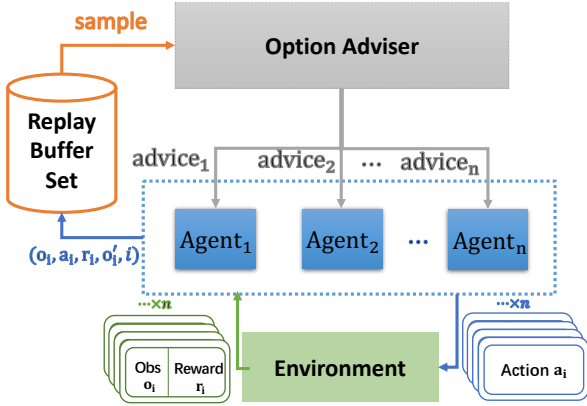 sample
Option Adviser
Replay
Buffer
Set
advice₁ advice₂ ... adviceₙ
Agent₁ Agent₂ ... Agentₙ
(oᵢ, aᵢ, rᵢ, oᵢ′, i)
...×n
...×n
Obs
oᵢ
Reward
rᵢ
Environment
Action aᵢ